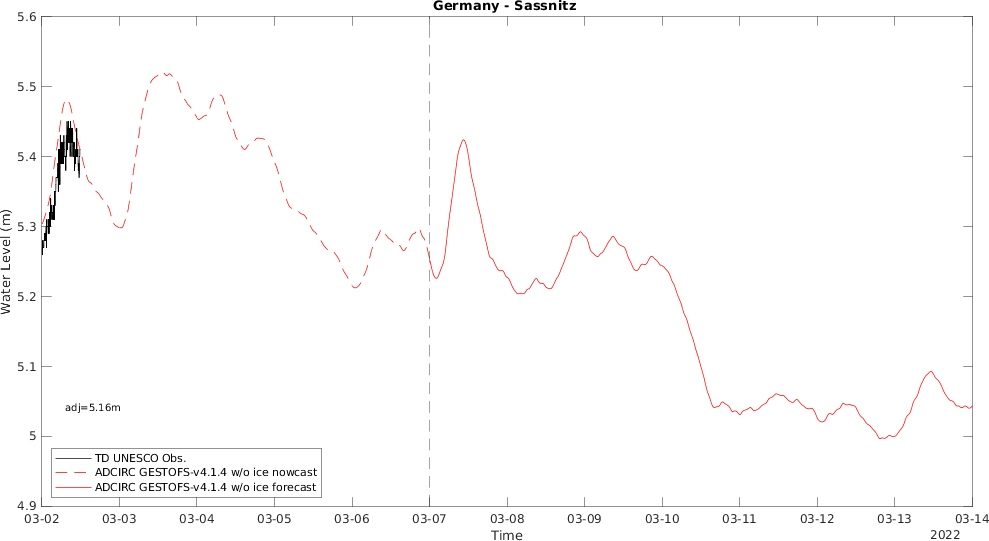 Germany - Sassnitz
5.6
5.5
5.4
5.3
5.2
5.1
5
4.9
Water Level (m)
adj=5.16m
TD UNESCO Obs.
ADCIRC GESTOFS-v4.1.4 w/o ice nowcast
ADCIRC GESTOFS-v4.1.4 w/o ice forecast
03-02 03-03 03-04 03-05 03-06 03-07 03-08 03-09 03-10 03-11 03-12 03-13 03-14
Time
2022